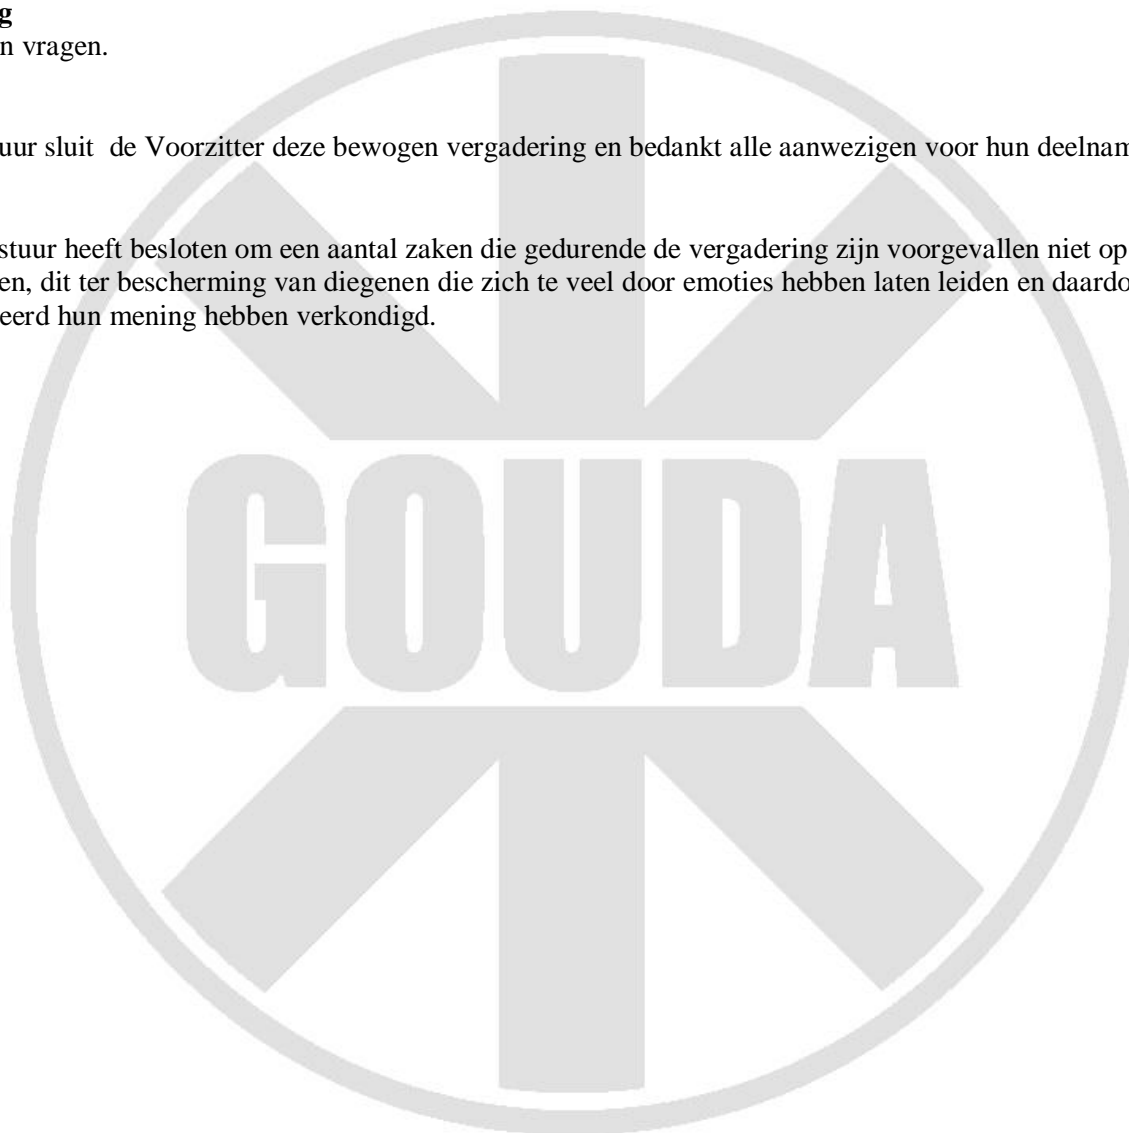 g
n vragen.
uur sluit  de Voorzitter deze bewogen vergadering en bedankt alle aanwezigen voor hun deelnam
stuur heeft besloten om een aantal zaken die gedurende de vergadering zijn voorgevallen niet op
en, dit ter bescherming van diegenen die zich te veel door emoties hebben laten leiden en daardo
eerd hun mening hebben verkondigd.
GOUDA